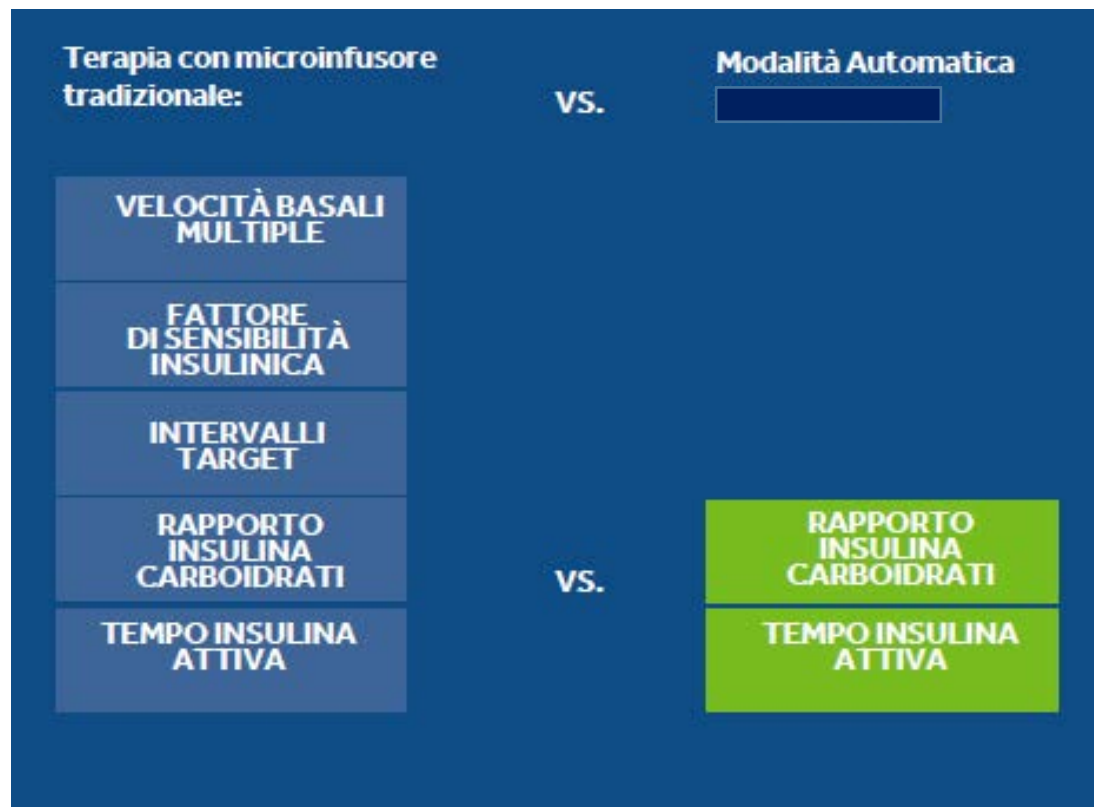 Terapia con microinfusore
tradizionale:
VS.
Modalità Automatica
VELOCITÀ BASALI
MULTIPLE
FATTORE
DI SENSIBILITÀ
INSULINICA
INTERVALLI
TARGET
RAPPORTO
INSULINA
CARBOIDRATI
VS.
RAPPORTO
INSULINA
CARBOIDRATI
TEMPO INSULINA
ATTIVA
TEMPO INSULINA
ATTIVA